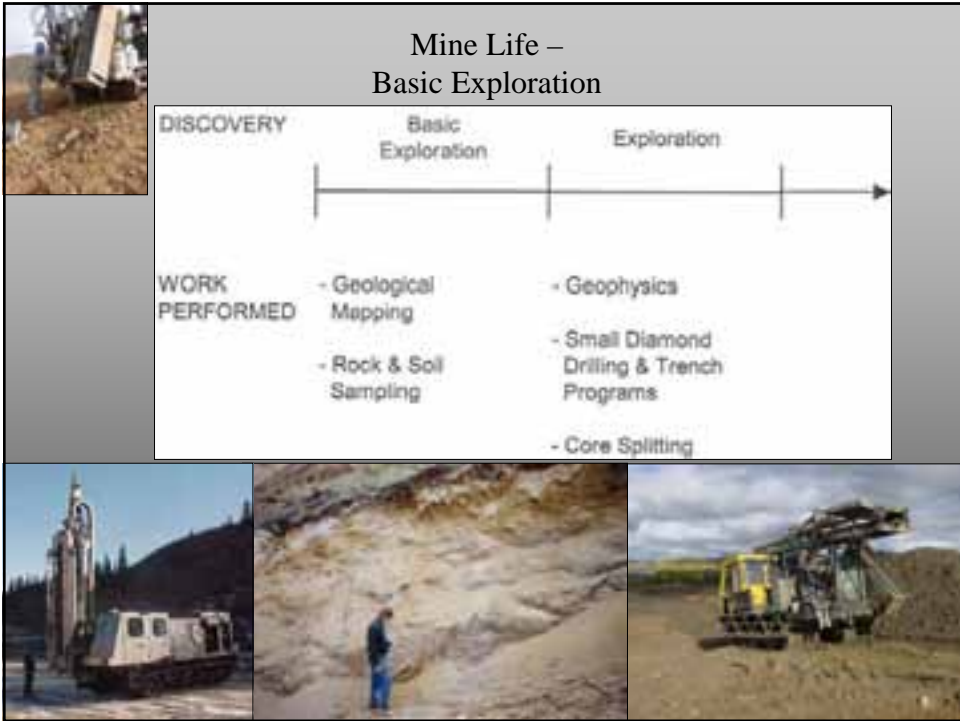 Mine Life –
Basic Exploration
DISCOVERY
Basic
Exploration
Exploration
WORK
PERFORMED
- Geological
Mapping
- Rock & Soil
Sampling
- Geophysics
- Small Diamond
Drilling & Trench
Programs
- Core Splitting